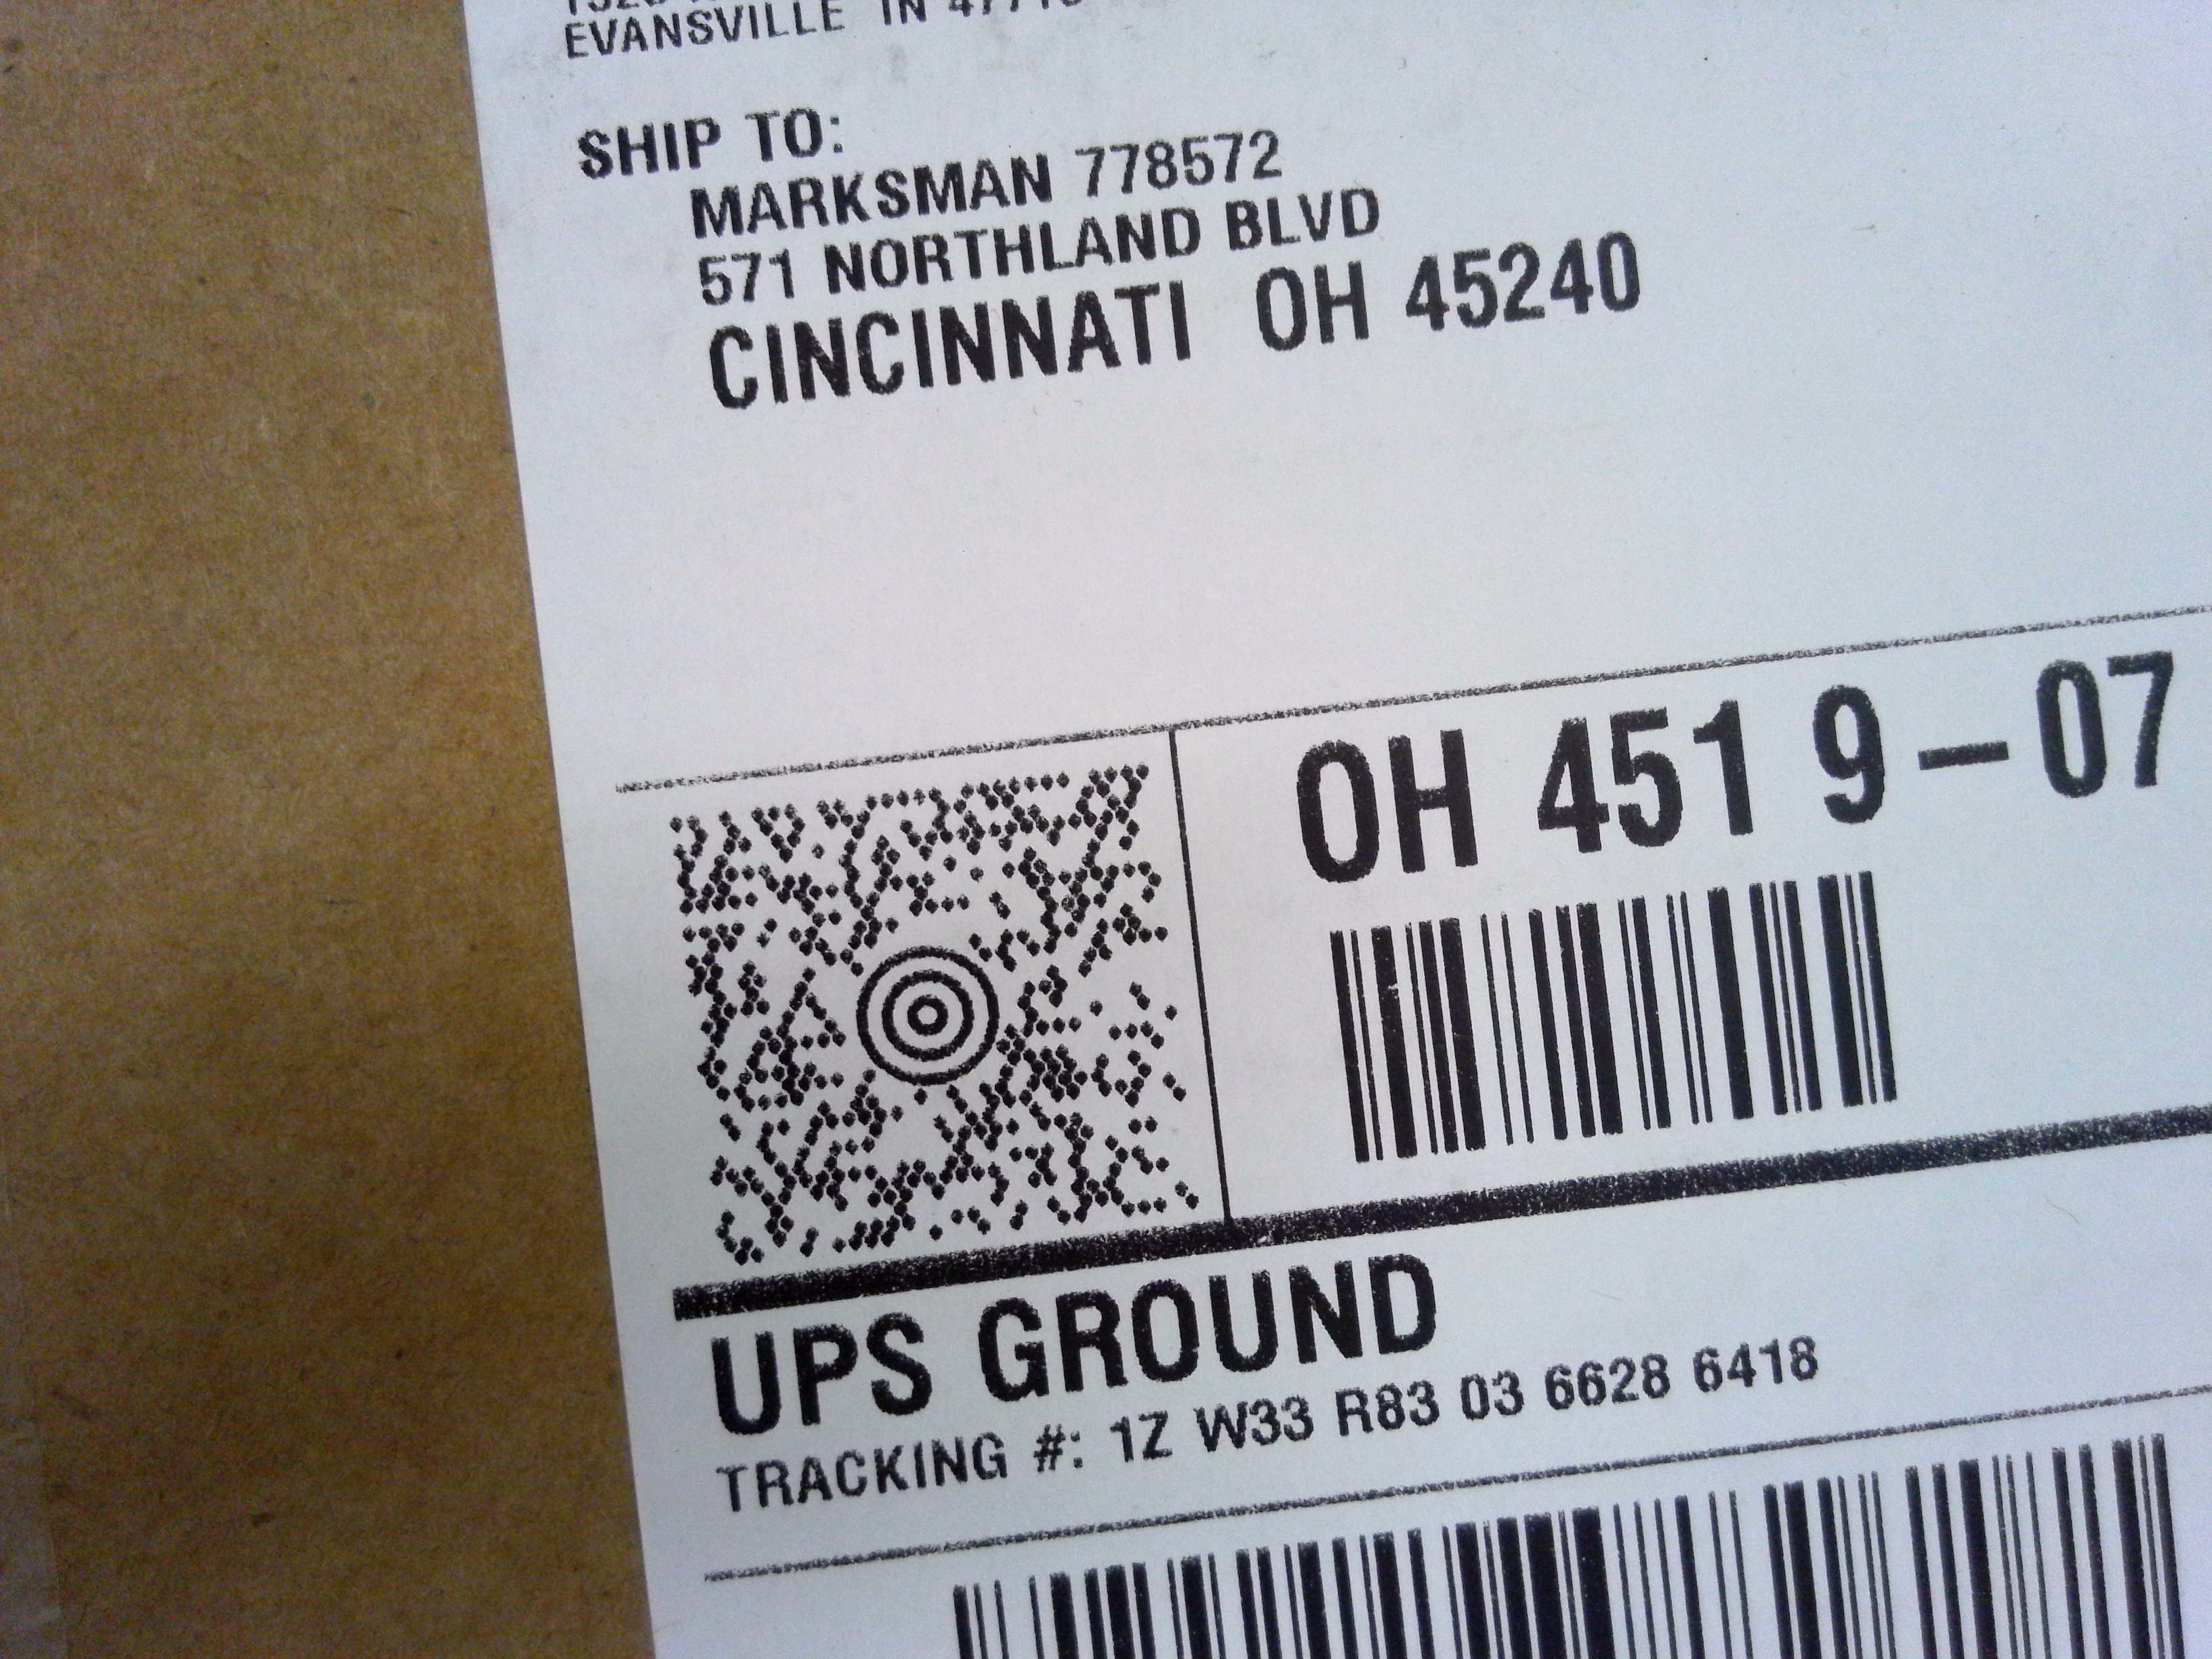 EVANSVILLE IN
SHIP TO:
MARKSMAN 778572
571 NORTHLAND BLVD
CINCINNATI OH 45240
OH 451 9-07
UPS GROUND
TRACKING #: 1Z W33 R83 03 6628 6418